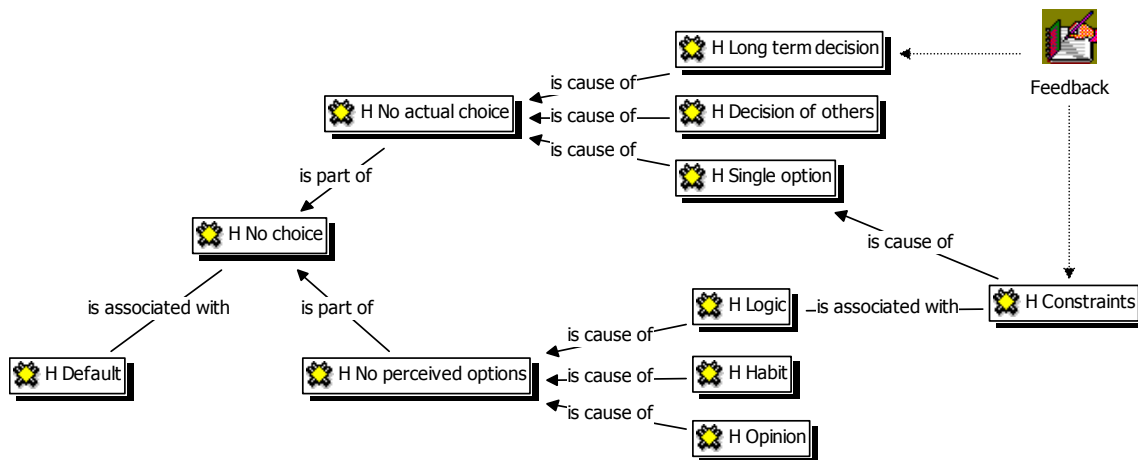 H Long term decision
Feedback
is cause of
H No actual choice
is cause of
H Decision of others
is cause of
H Single option
is part of
H No choice
is cause of
is associated with
is part of
H Logic
is associated with
H Constraints
is cause of
H Default
H No perceived options
is cause of
H Habit
is cause of
H Opinion